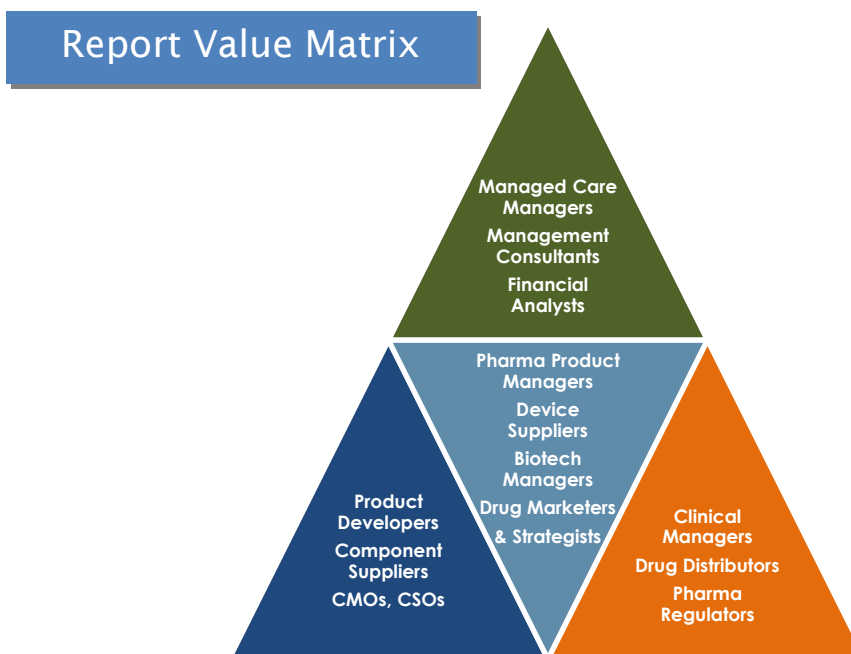 Report Value Matrix
Managed Care
Managers
Management
Consultants
Financial
Analysts
Pharma Product
Managers
Device
Suppliers
Biotech
Managers
Drug Marketers
& Strategists
Product
Developers
Component
Suppliers
CMOs, CSOs
Clinical
Managers
Drug Distributors
Pharma
Regulators